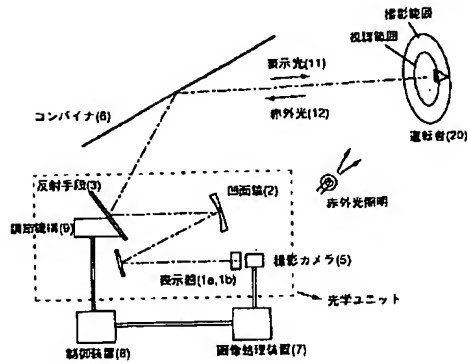 撮影範囲
視認範囲
表示光(11)
赤外光(12)
コンバイナ(6)
運転者(20)
反射手段(3)
凹面鏡(2)
赤外光照明
調節機構(9)
撮影カメラ(5)
表示器(1a,1b)
光学ユニット
制御装置(8)
画像処理装置(7)